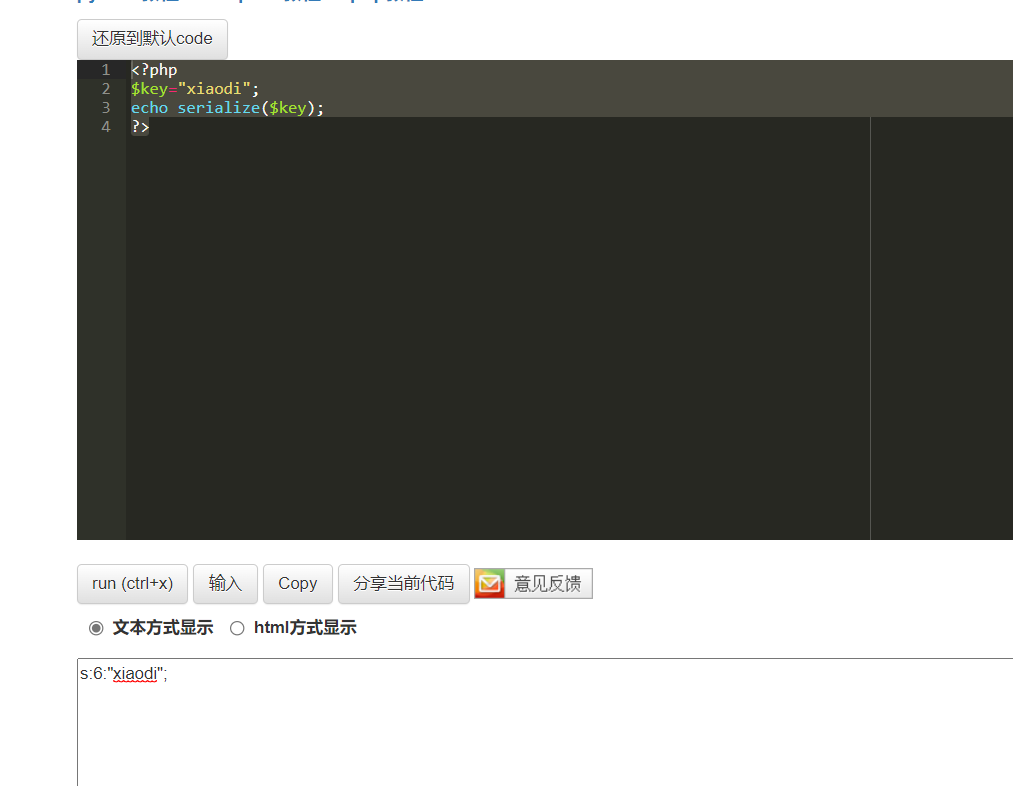 还原到默认code
1 <?php
2 $key="xiaodi";
3 echo serialize($key);
4 ?>
run (ctrl+x) 输入 Copy 分享当前代码 意见反馈
文本方式显示 html方式显示
s:6:"xiaodi";